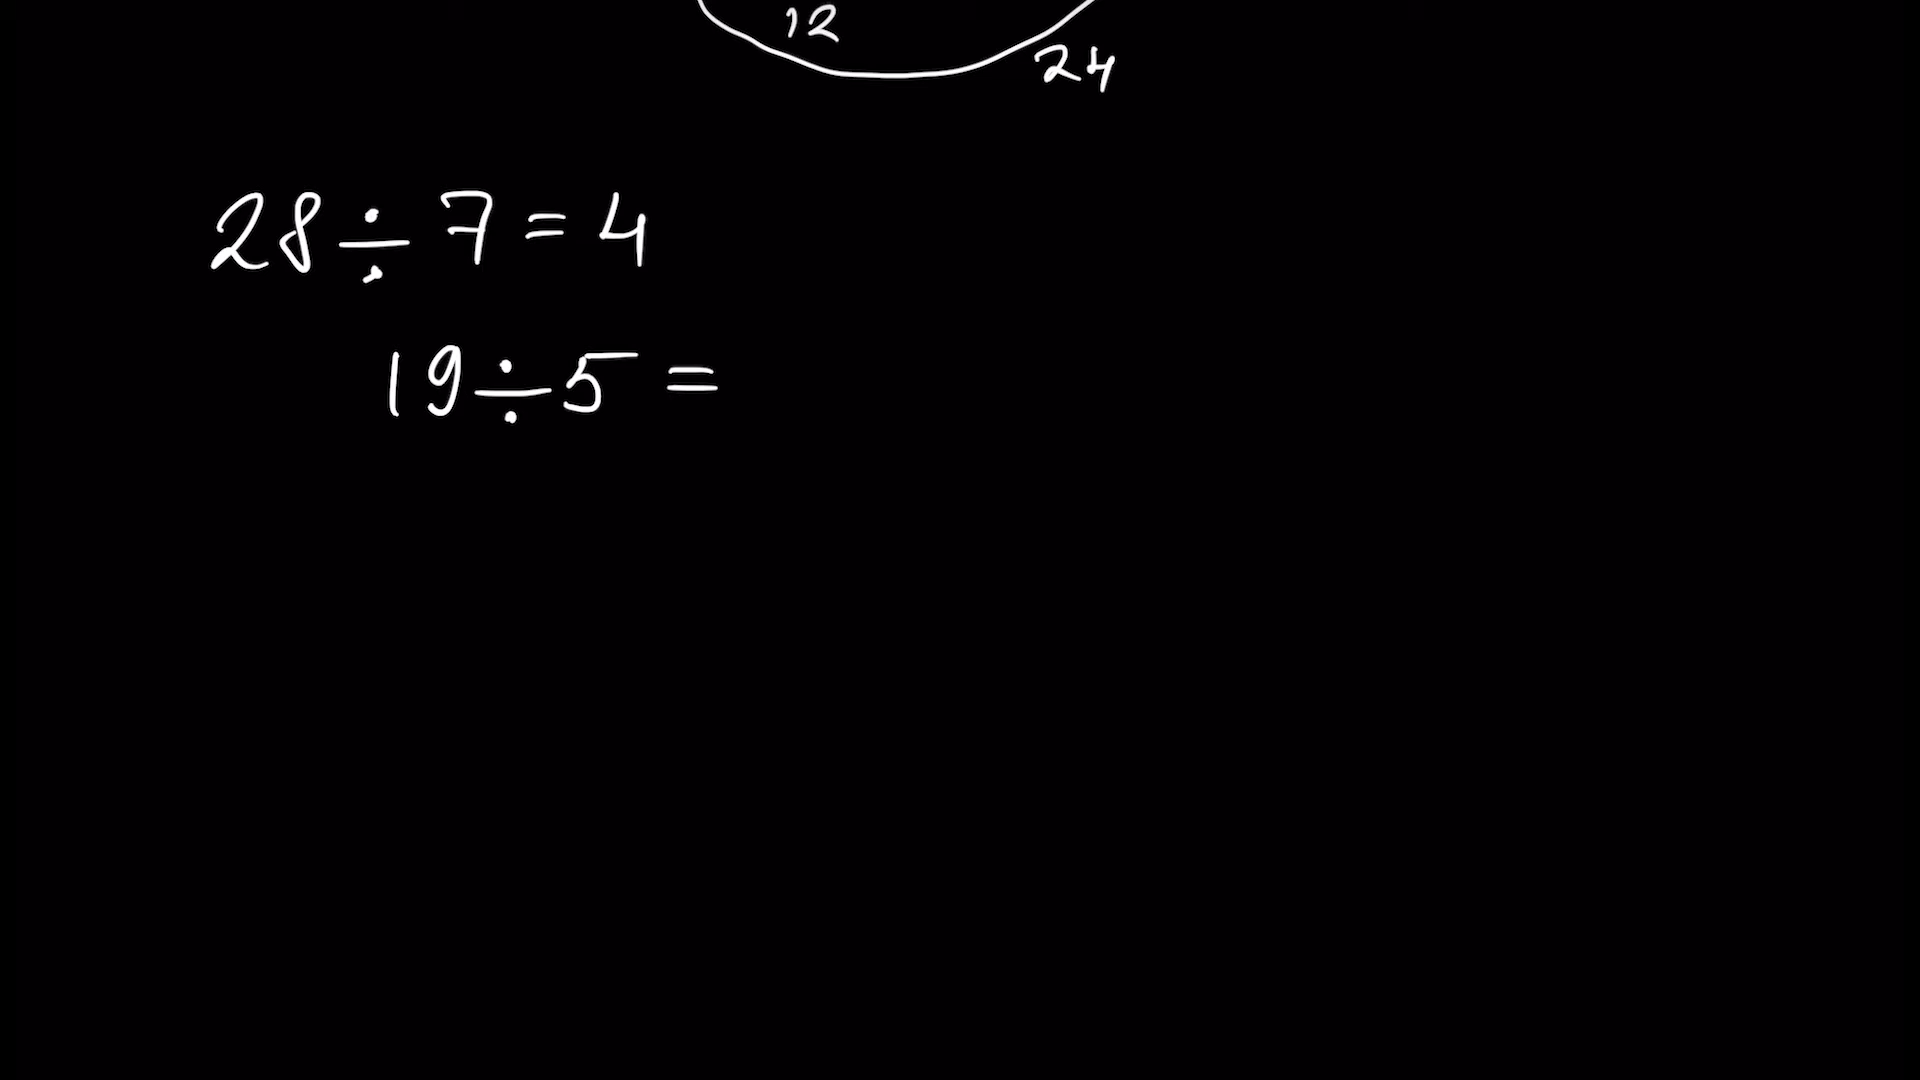 12
24
28 ÷ 7 = 4
19 ÷ 5 =